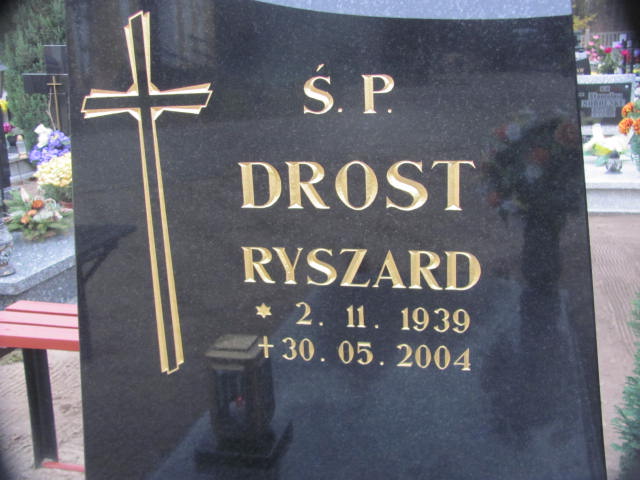 Ś. P.
DROST
RYSZARD
* 2. 11. 1939
† 30. 05. 2004